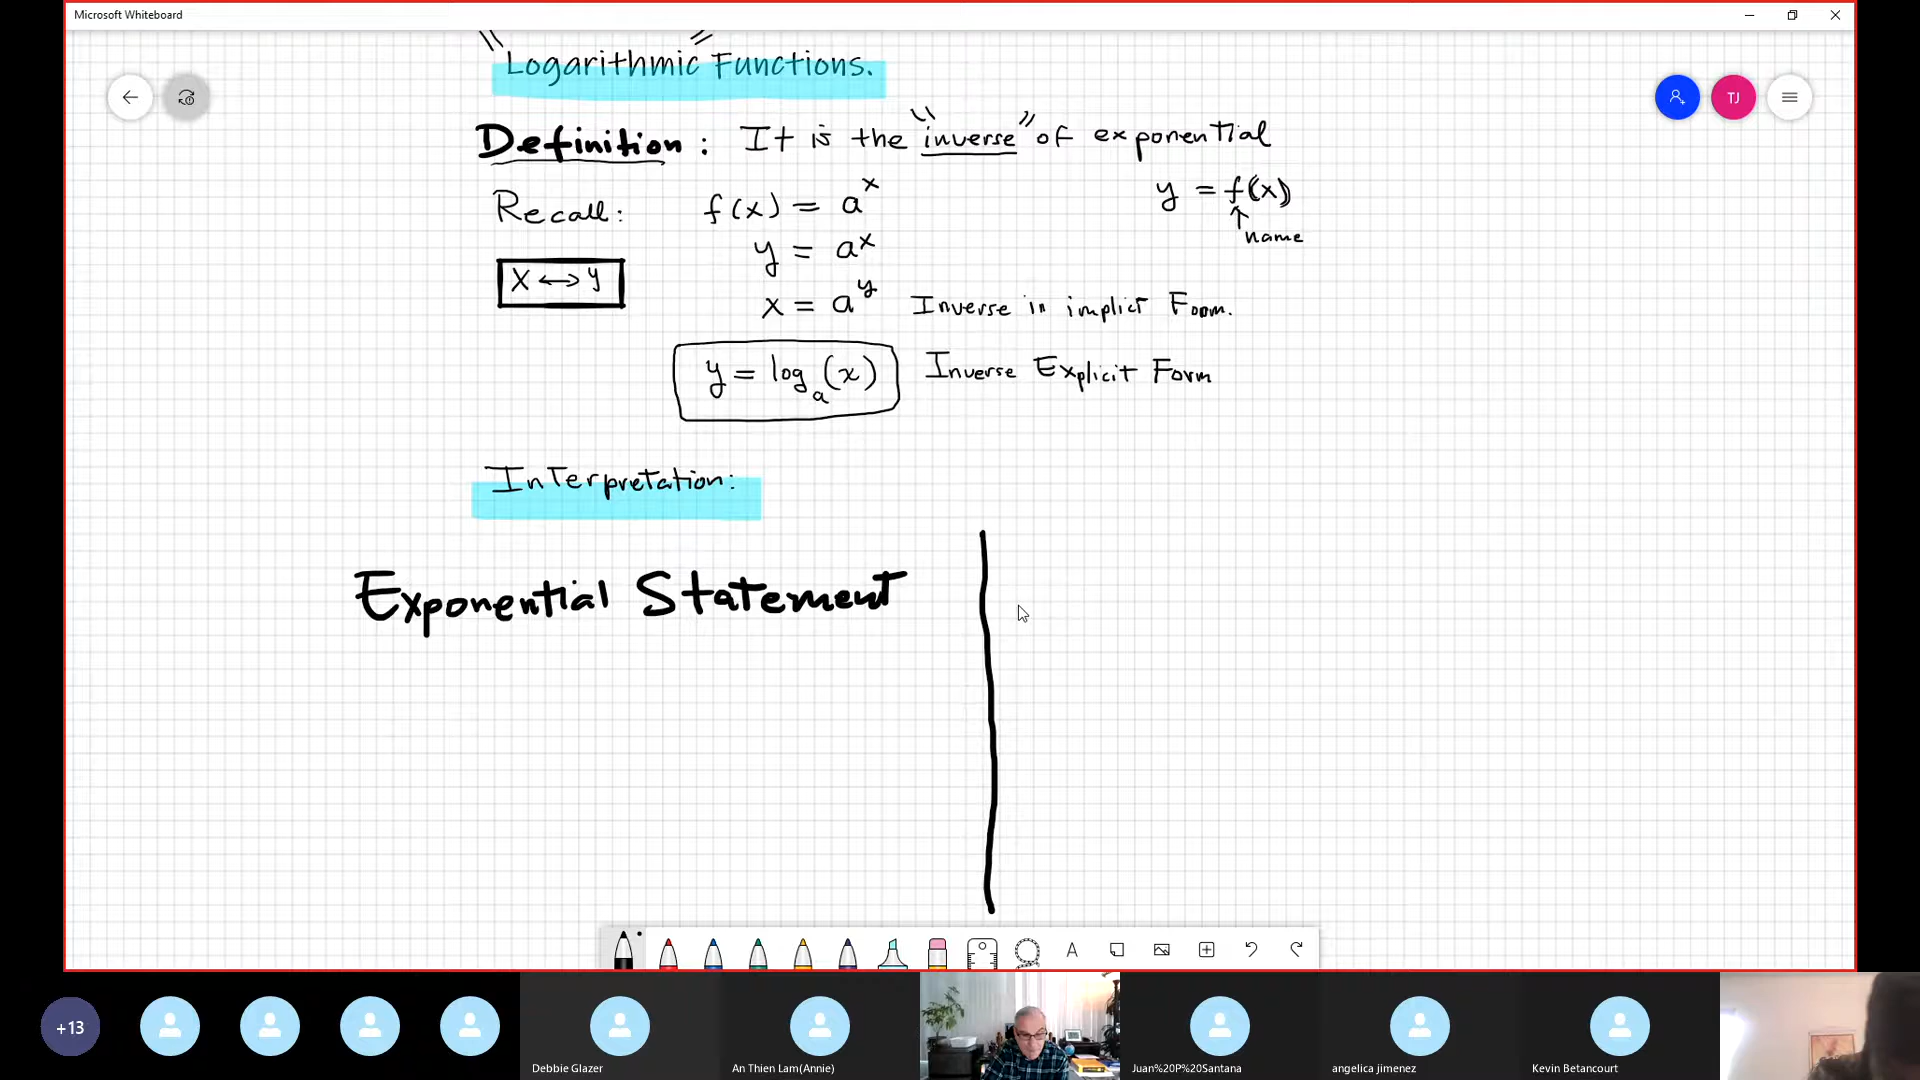 Microsoft Whiteboard
"Logarithmic" Functions.
Definition: It is the "inverse" of exponential
Recall: f(x) = a^x
y = f(x)
name
y = a^x
X ↔ y
x = a^y Inverse in implict Form.
y = log_a(x) Inverse Explicit Form
Interpretation:
Exponential Statement
TJ
A
+13
Debbie Glazer
An Thien Lam(Annie)
Juan%20P%20Santana
angelica jimenez
Kevin Betancourt